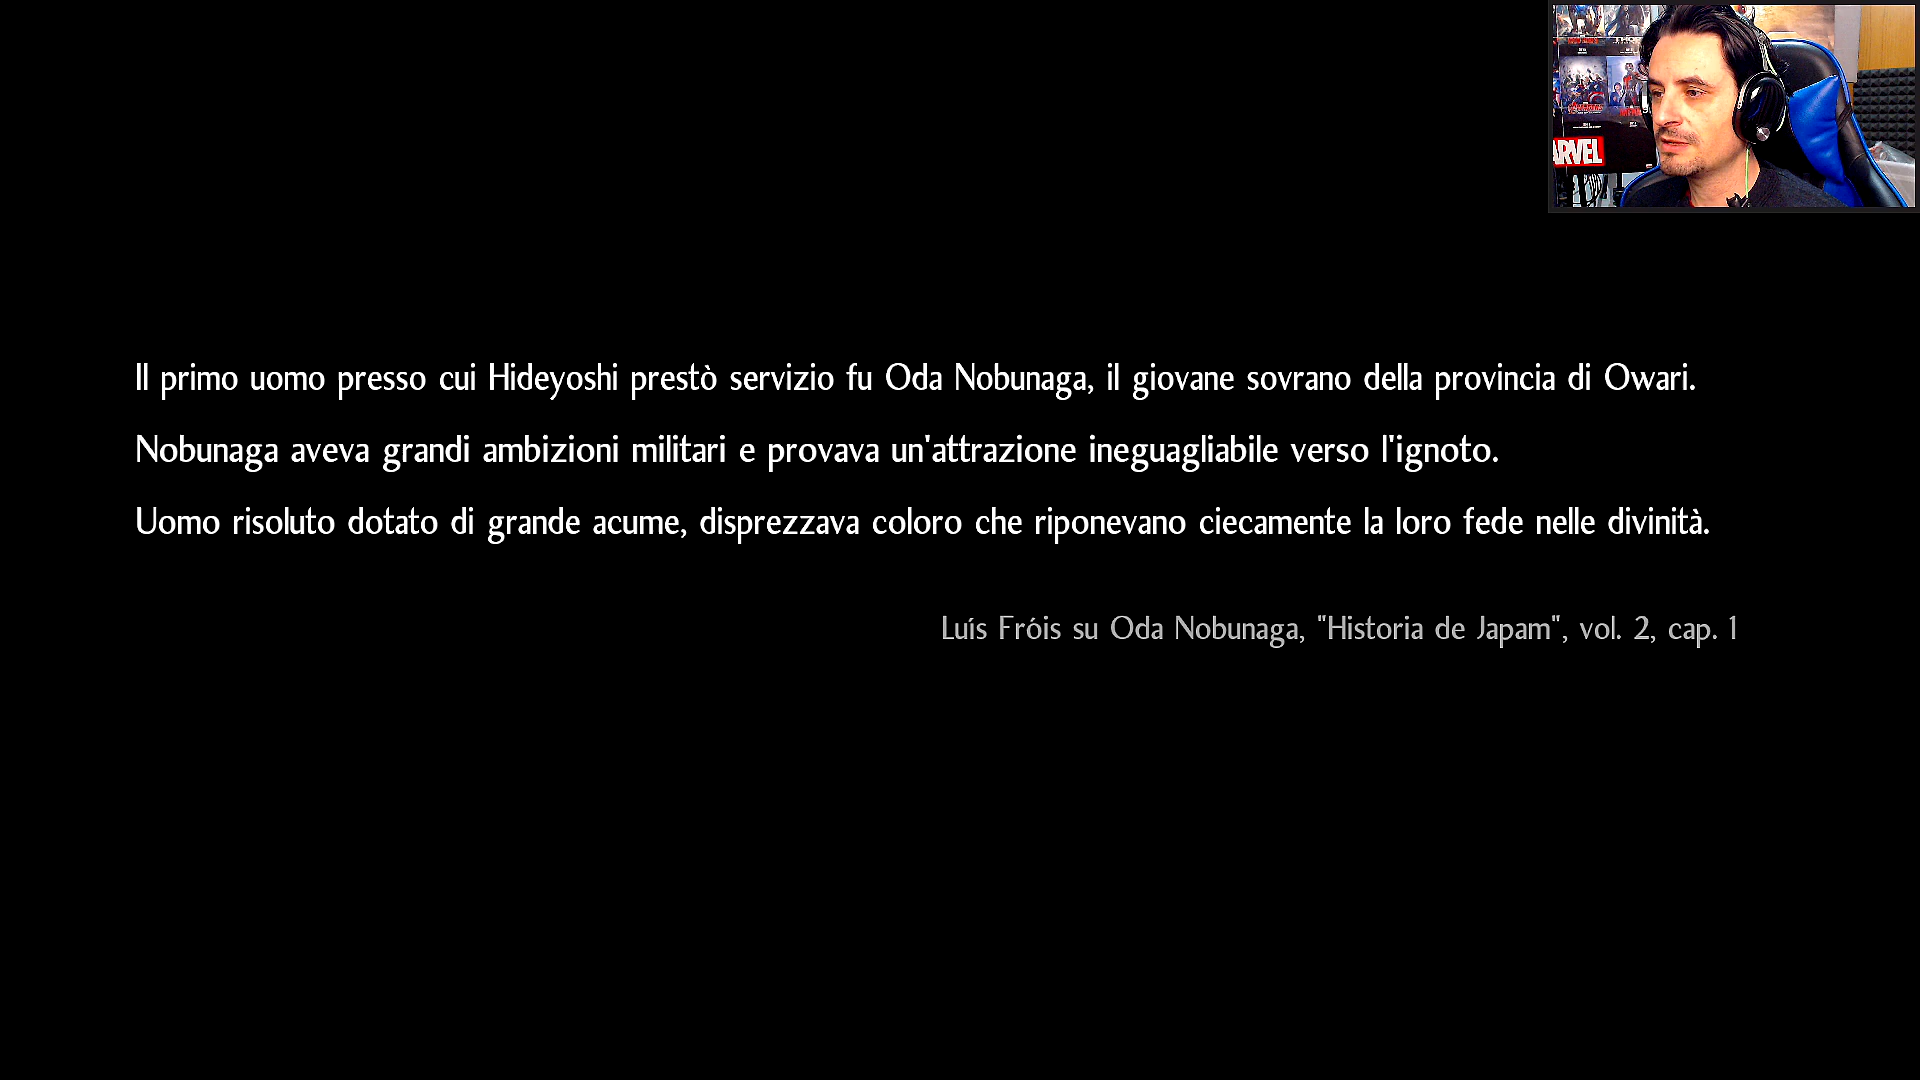 ARVEL
Il primo uomo presso cui Hideyoshi prestò servizio fu Oda Nobunaga, il giovane sovrano della provincia di Owari.
Nobunaga aveva grandi ambizioni militari e provava un'attrazione ineguagliabile verso l'ignoto.
Uomo risoluto dotato di grande acume, disprezzava coloro che riponevano ciecamente la loro fede nelle divinità.
Luís Fróis su Oda Nobunaga, "Historia de Japam", vol. 2, cap. 1